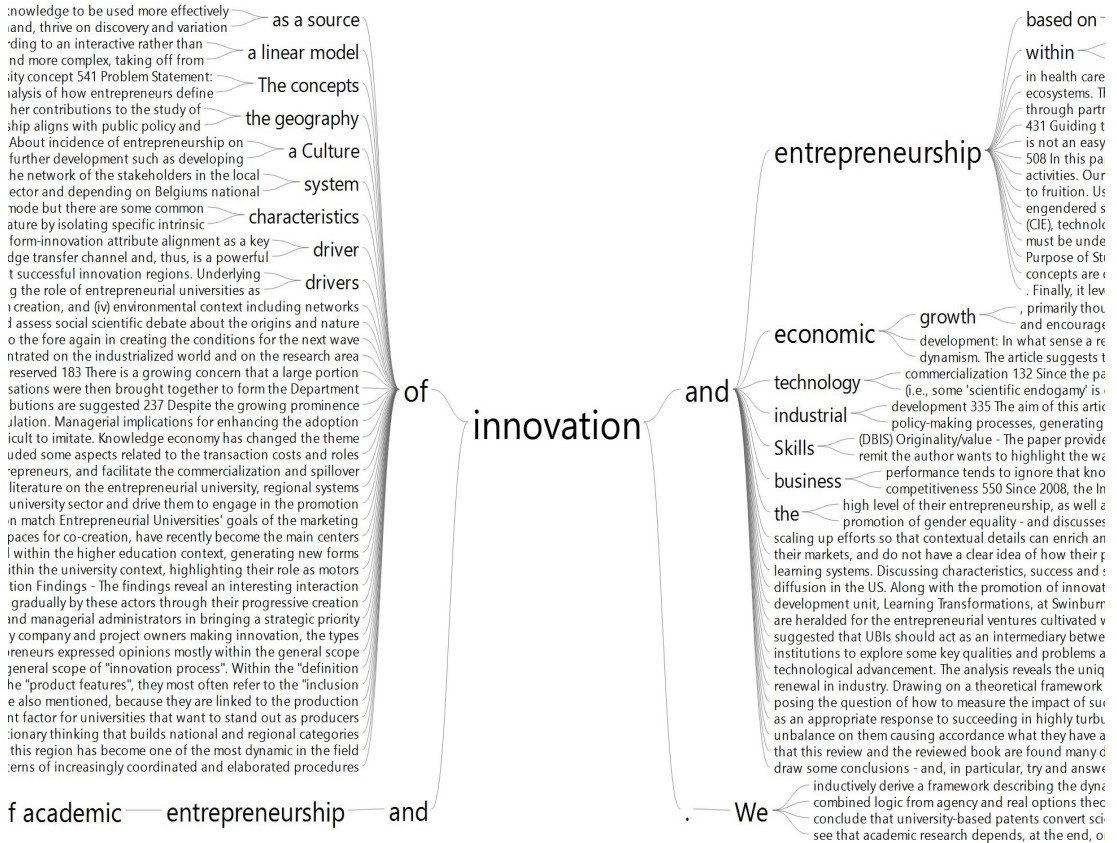 knowledge to be used more effectively
and, thrive on discovery and variation
as a source
rding to an interactive rather than
nd more complex, taking off from
a linear model
sity concept 541 Problem Statement:
nalysis of how entrepreneurs define
The concepts
her contributions to the study of
ship aligns with public policy and
the geography
About incidence of entrepreneurship on
further development such as developing
a Culture
he network of the stakeholders in the local
ector and depending on Belgiums national
system
mode but there are some common
ature by isolating specific intrinsic
characteristics
form-innovation attribute alignment as a key
dge transfer channel and, thus, is a powerful
driver
t successful innovation regions. Underlying
g the role of entrepreneurial universities as
drivers
creation, and (iv) environmental context including networks
d assess social scientific debate about the origins and nature
o the fore again in creating the conditions for the next wave
ntrated on the industrialized world and on the research area
reserved 183 There is a growing concern that a large portion
sations were then brought together to form the Department
butions are suggested 237 Despite the growing prominence
ulation. Managerial implications for enhancing the adoption
icult to imitate. Knowledge economy has changed the theme
uded some aspects related to the transaction costs and roles
repreneurs, and facilitate the commercialization and spillover
literature on the entrepreneurial university, regional systems
university sector and drive them to engage in the promotion
n match Entrepreneurial Universities' goals of the marketing
paces for co-creation, have recently become the main centers
l within the higher education context, generating new forms
ithin the university context, highlighting their role as motors
tion Findings - The findings reveal an interesting interaction
gradually by these actors through their progressive creation
and managerial administrators in bringing a strategic priority
y company and project owners making innovation, the types
preneurs expressed opinions mostly within the general scope
general scope of "innovation process". Within the "definition
he "product features", they most often refer to the "inclusion
e also mentioned, because they are linked to the production
nt factor for universities that want to stand out as producers
tionary thinking that builds national and regional categories
this region has become one of the most dynamic in the field
terns of increasingly coordinated and elaborated procedures
of
f academic entrepreneurship and
innovation
and
entrepreneurship
based on
within
in health care
ecosystems. Th
through partn
431 Guiding t
is not an easy
508 In this pa
activities. Our
to fruition. Us
engendered s
(CIE), technolo
must be unde
Purpose of Stu
concepts are c
. Finally, it lev
economic
growth
, primarily thou
and encourage
development: In what sense a re
dynamism. The article suggests t
technology
commercialization 132 Since the pa
(i.e., some 'scientific endogamy' is
industrial
development 335 The aim of this artic
policy-making processes, generating
Skills
(DBIS) Originality/value - The paper provide
remit the author wants to highlight the wa
business
performance tends to ignore that kno
competitiveness 550 Since 2008, the In
the
high level of their entrepreneurship, as well a
promotion of gender equality - and discusses
scaling up efforts so that contextual details can enrich an
their markets, and do not have a clear idea of how their p
learning systems. Discussing characteristics, success and s
diffusion in the US. Along with the promotion of innovat
development unit, Learning Transformations, at Swinburn
are heralded for the entrepreneurial ventures cultivated w
suggested that UBIs should act as an intermediary betwe
institutions to explore some key qualities and problems a
technological advancement. The analysis reveals the uniq
renewal in industry. Drawing on a theoretical framework
posing the question of how to measure the impact of suc
as an appropriate response to succeeding in highly turbu
unbalance on them causing accordance what they have a
that this review and the reviewed book are found many d
draw some conclusions - and, in particular, try and answe
. We
inductively derive a framework describing the dyna
combined logic from agency and real options theo
conclude that university-based patents convert scie
see that academic research depends, at the end, o